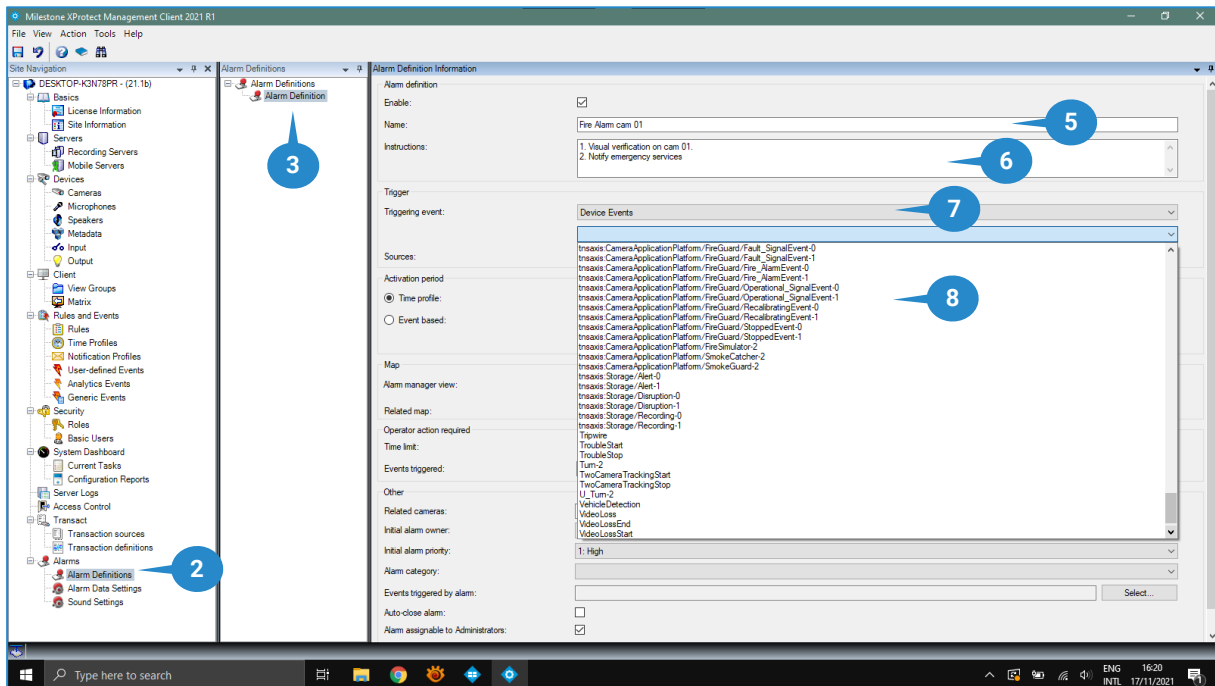 Milestone XProtect Management Client 2021 R1
File View Action Tools Help
Site Navigation
DESKTOP-K3N78PR - (21.1b)
Basics
License Information
Site Information
Servers
Recording Servers
Mobile Servers
Devices
Cameras
Microphones
Speakers
Metadata
Input
Output
Client
View Groups
Matrix
Rules and Events
Rules
Time Profiles
Notification Profiles
User-defined Events
Analytics Events
Generic Events
Security
Roles
Basic Users
System Dashboard
Current Tasks
Configuration Reports
Server Logs
Access Control
Transact
Transaction sources
Transaction definitions
Alarms
Alarm Definitions
Alarm Data Settings
Sound Settings
2
Alarm Definitions
Alarm Definitions
Alarm Definition
3
Alarm Definition Information
Alarm definition
Enable:
Name: Fire Alarm cam 01
5
Instructions: 1. Visual verification on cam 01.
2. Notify emergency services
6
Trigger
Triggering event: Device Events
7
Sources:
tnsaxis:CameraApplicationPlatform/FireGuard/Fault_SignalEvent-0
tnsaxis:CameraApplicationPlatform/FireGuard/Fault_SignalEvent-1
tnsaxis:CameraApplicationPlatform/FireGuard/Fire_AlarmEvent-0
tnsaxis:CameraApplicationPlatform/FireGuard/Fire_AlarmEvent-1
tnsaxis:CameraApplicationPlatform/FireGuard/Operational_SignalEvent-0
tnsaxis:CameraApplicationPlatform/FireGuard/Operational_SignalEvent-1
tnsaxis:CameraApplicationPlatform/FireGuard/RecalibratingEvent-0
tnsaxis:CameraApplicationPlatform/FireGuard/RecalibratingEvent-1
tnsaxis:CameraApplicationPlatform/FireGuard/StoppedEvent-0
tnsaxis:CameraApplicationPlatform/FireGuard/StoppedEvent-1
tnsaxis:CameraApplicationPlatform/FireSimulator-2
tnsaxis:CameraApplicationPlatform/SmokeCatcher-2
tnsaxis:CameraApplicationPlatform/SmokeGuard-2
tnsaxis:Storage/Alert-0
tnsaxis:Storage/Alert-1
tnsaxis:Storage/Disruption-0
tnsaxis:Storage/Disruption-1
tnsaxis:Storage/Recording-0
tnsaxis:Storage/Recording-1
Tripwire
TroubleStart
TroubleStop
Turn-2
TwoCameraTrackingStart
TwoCameraTrackingStop
U_Turn-2
VehicleDetection
VideoLoss
VideoLossEnd
VideoLossStart
8
Activation period
Time profile:
Event based:
Map
Alarm manager view:
Related map:
Operator action required
Time limit:
Events triggered:
Other
Related cameras:
Initial alarm owner:
Initial alarm priority: 1: High
Alarm category:
Events triggered by alarm: Select...
Auto-close alarm:
Alarm assignable to Administrators:
Type here to search
ENG
INTL
16:20
17/11/2021
1